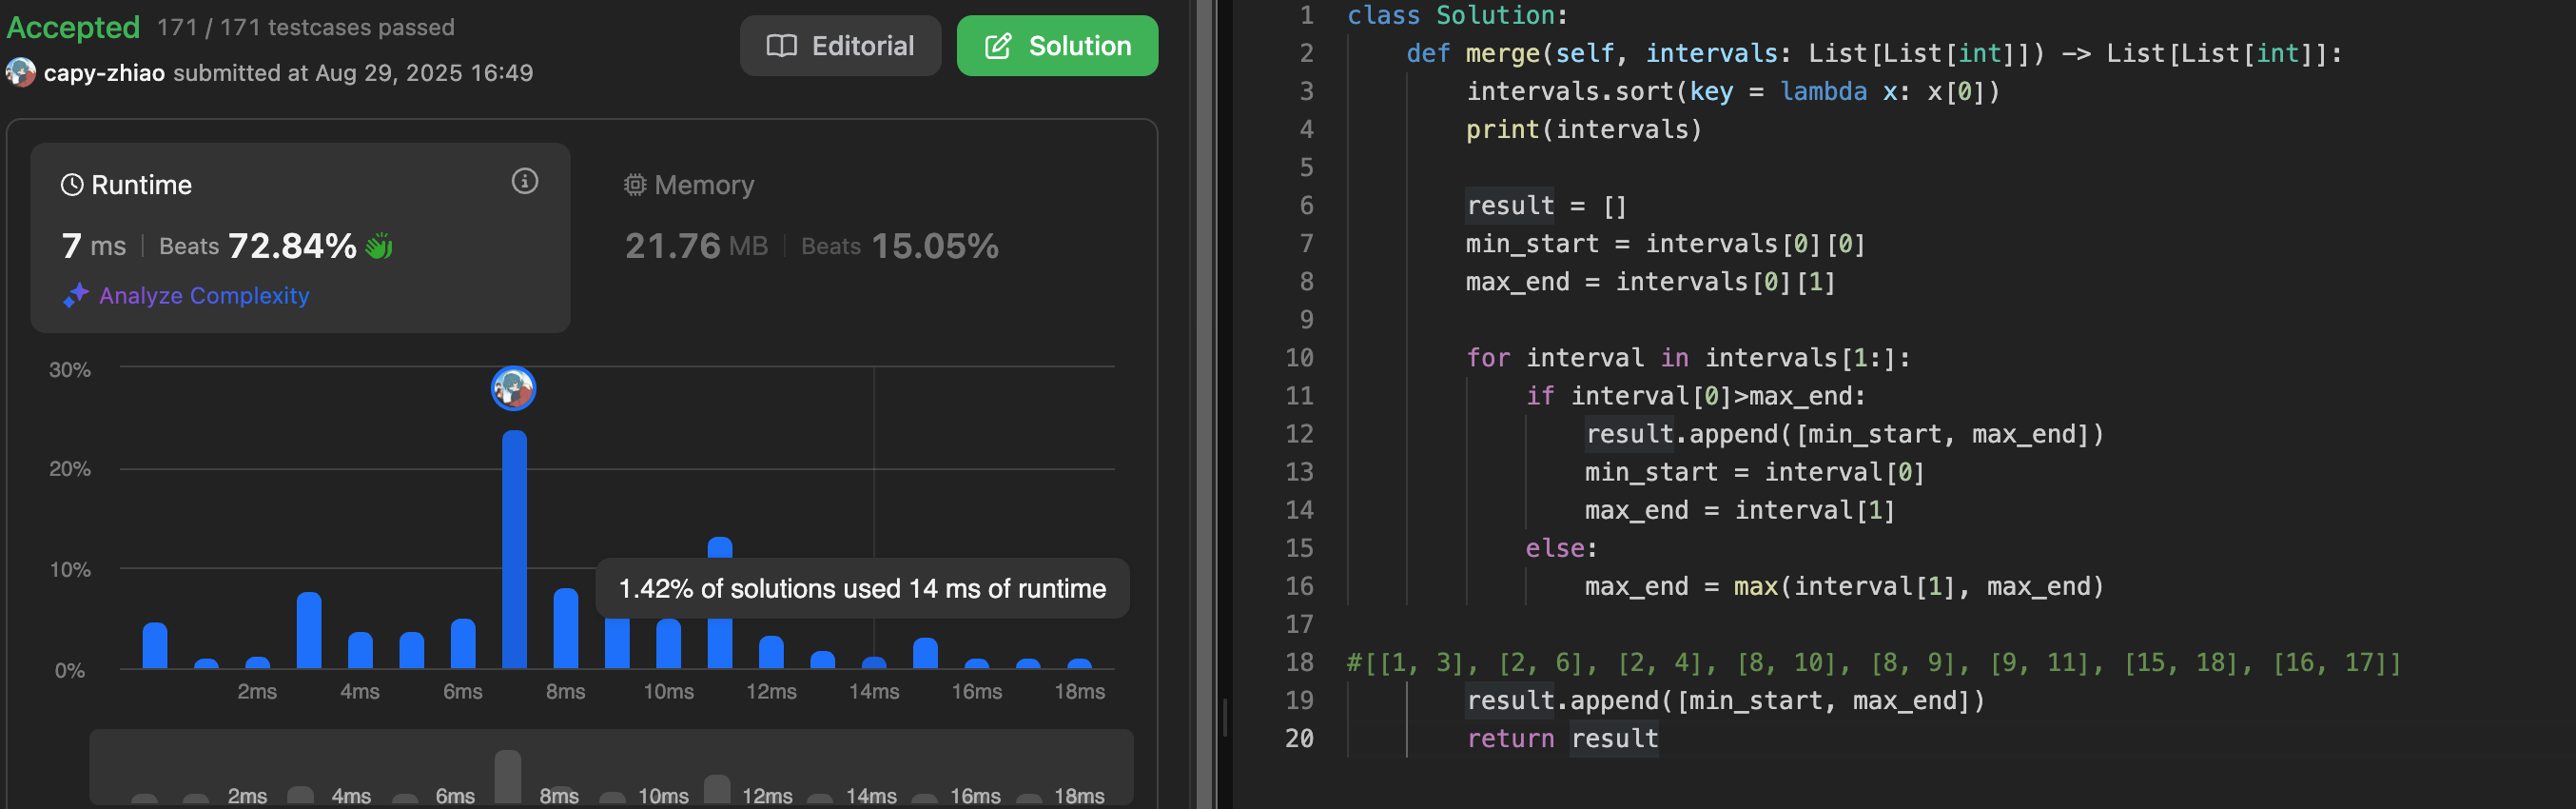 Accepted 171 / 171 testcases passed
Editorial
Solution
capy-zhiao submitted at Aug 29, 2025 16:49
Runtime
7 ms | Beats 72.84%
Analyze Complexity
Memory
21.76 MB | Beats 15.05%
30%
20%
10%
0%
1.42% of solutions used 14 ms of runtime
2ms 4ms 6ms 8ms 10ms 12ms 14ms 16ms 18ms
2ms 4ms 6ms 8ms 10ms 12ms 14ms 16ms 18ms
1 class Solution:
2     def merge(self, intervals: List[List[int]]) -> List[List[int]]:
3         intervals.sort(key = lambda x: x[0])
4         print(intervals)
5
6         result = []
7         min_start = intervals[0][0]
8         max_end = intervals[0][1]
9
10         for interval in intervals[1:]:
11             if interval[0]>max_end:
12                 result.append([min_start, max_end])
13                 min_start = interval[0]
14                 max_end = interval[1]
15             else:
16                 max_end = max(interval[1], max_end)
17
18 #[[1, 3], [2, 6], [2, 4], [8, 10], [8, 9], [9, 11], [15, 18], [16, 17]]
19         result.append([min_start, max_end])
20         return result